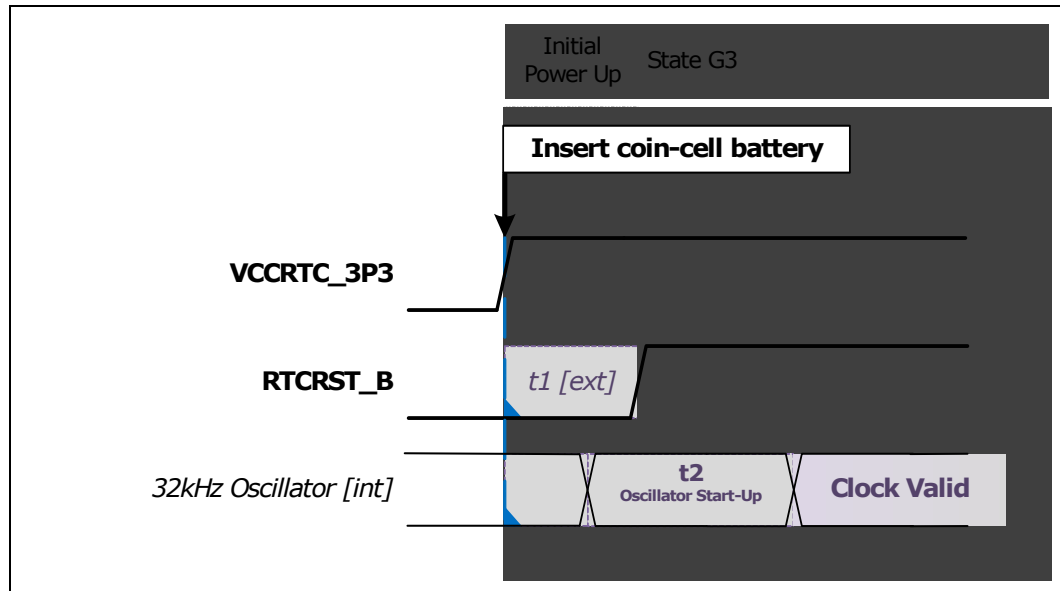 Initial
Power Up
State G3
Insert coin-cell battery
VCCRTC_3P3
RTCRST_B
t1 [ext]
32kHz Oscillator [int]
t2
Oscillator Start-Up
Clock Valid